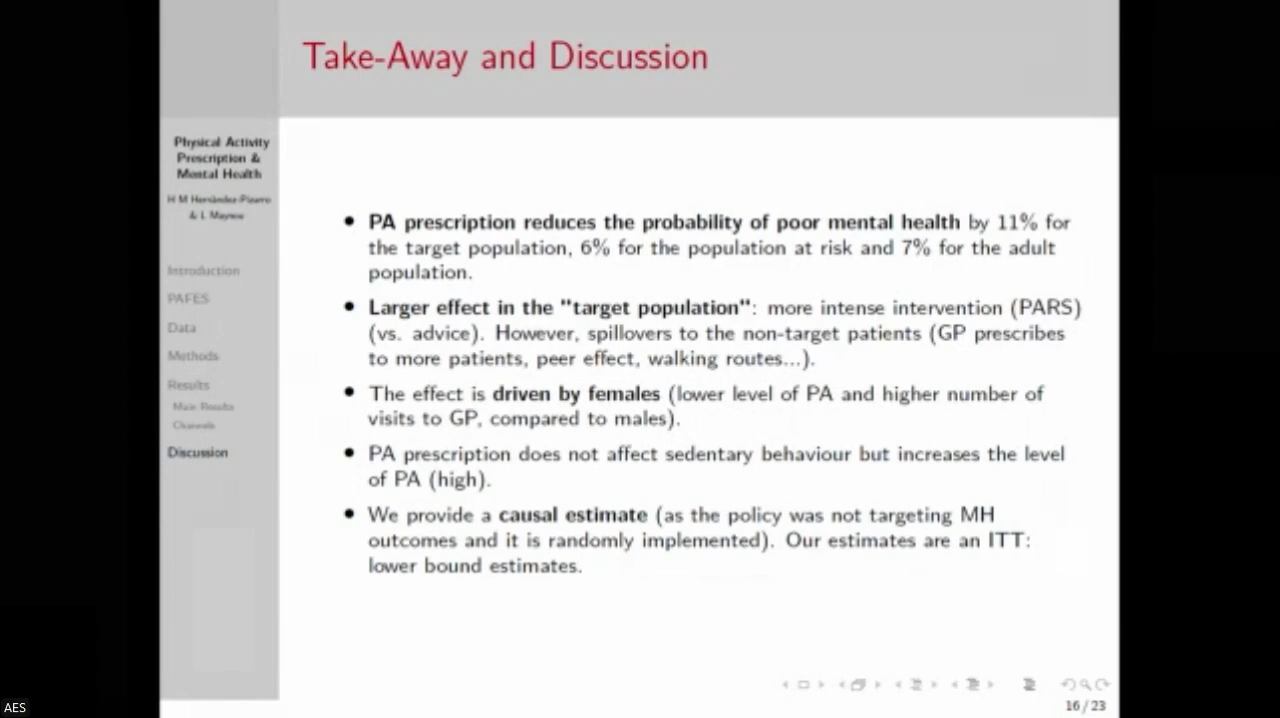 Take-Away and Discussion
Physical Activity
Prescription &
Mental Health
H M Hernández-Pizarro
& L Maynou
Introduction
PAFES
Data
Methods
Results
Main Results
Channels
Discussion
• PA prescription reduces the probability of poor mental health by 11% for
the target population, 6% for the population at risk and 7% for the adult
population.
• Larger effect in the "target population": more intense intervention (PARS)
(vs. advice). However, spillovers to the non-target patients (GP prescribes
to more patients, peer effect, walking routes...).
• The effect is driven by females (lower level of PA and higher number of
visits to GP, compared to males).
• PA prescription does not affect sedentary behaviour but increases the level
of PA (high).
• We provide a causal estimate (as the policy was not targeting MH
outcomes and it is randomly implemented). Our estimates are an ITT:
lower bound estimates.
16/23
AES